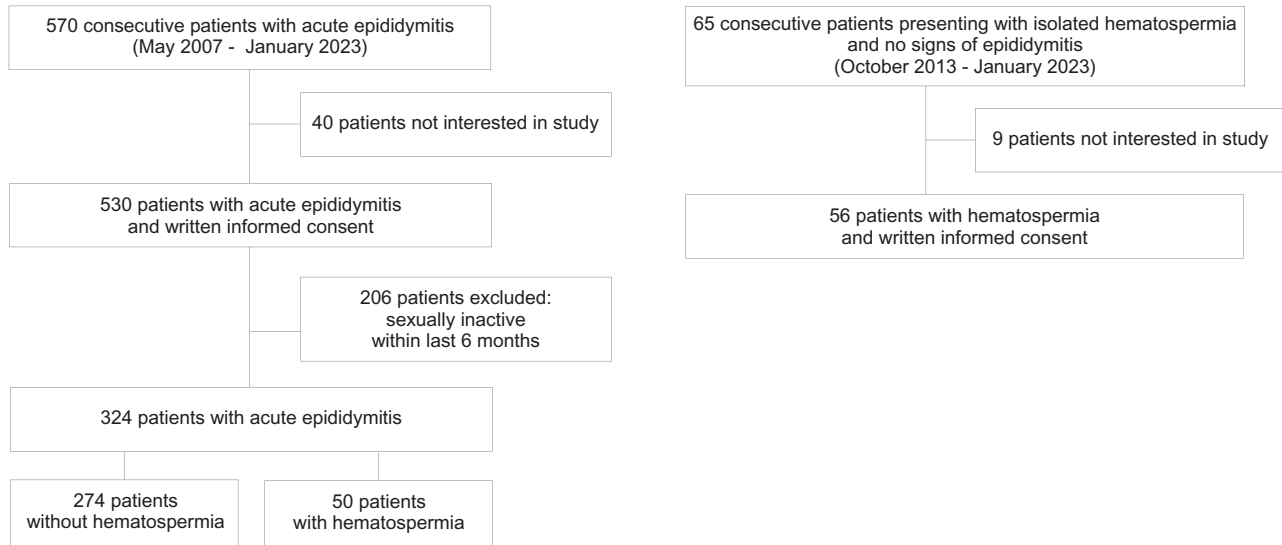 570 consecutive patients with acute epididymitis
(May 2007 - January 2023)
40 patients not interested in study
530 patients with acute epididymitis
and written informed consent
206 patients excluded:
sexually inactive
within last 6 months
324 patients with acute epididymitis
274 patients
without hematospermia
50 patients
with hematospermia
65 consecutive patients presenting with isolated hematospermia
and no signs of epididymitis
(October 2013 - January 2023)
9 patients not interested in study
56 patients with hematospermia
and written informed consent